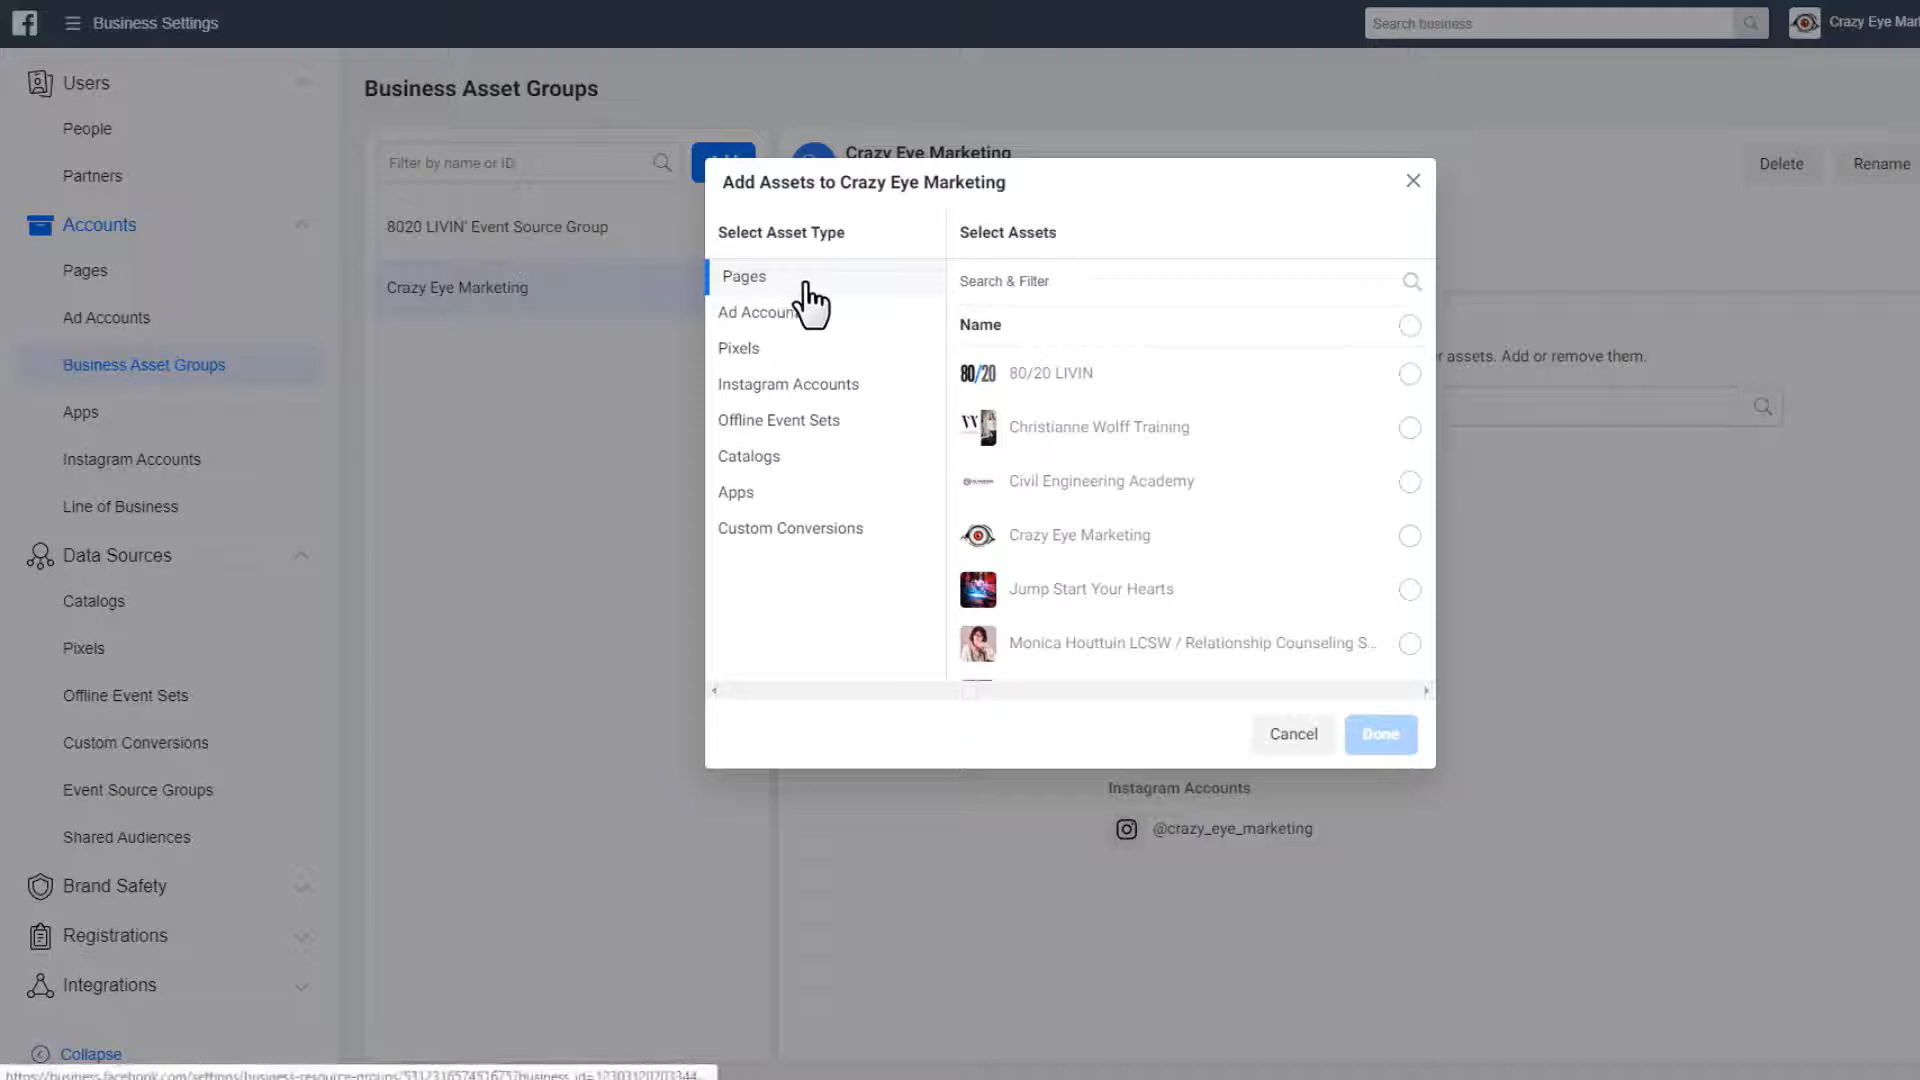 Business Settings
Search business
Crazy Eye Mar
Users
People
Partners
Accounts
Pages
Ad Accounts
Business Asset Groups
Apps
Instagram Accounts
Line of Business
Data Sources
Catalogs
Pixels
Offline Event Sets
Custom Conversions
Event Source Groups
Shared Audiences
Brand Safety
Registrations
Integrations
Collapse
Business Asset Groups
Filter by name or ID
8020 LIVIN' Event Source Group
Crazy Eye Marketing
Crazy Eye Marketing
Delete
Rename
r assets. Add or remove them.
Add Assets to Crazy Eye Marketing
Select Asset Type
Pages
Ad Accoun
Pixels
Instagram Accounts
Offline Event Sets
Catalogs
Apps
Custom Conversions
Select Assets
Search & Filter
Name
80/20 80/20 LIVIN
Christianne Wolff Training
Civil Engineering Academy
Crazy Eye Marketing
Jump Start Your Hearts
Monica Houttuin LCSW / Relationship Counseling S...
Cancel
Done
Instagram Accounts
@crazy_eye_marketing